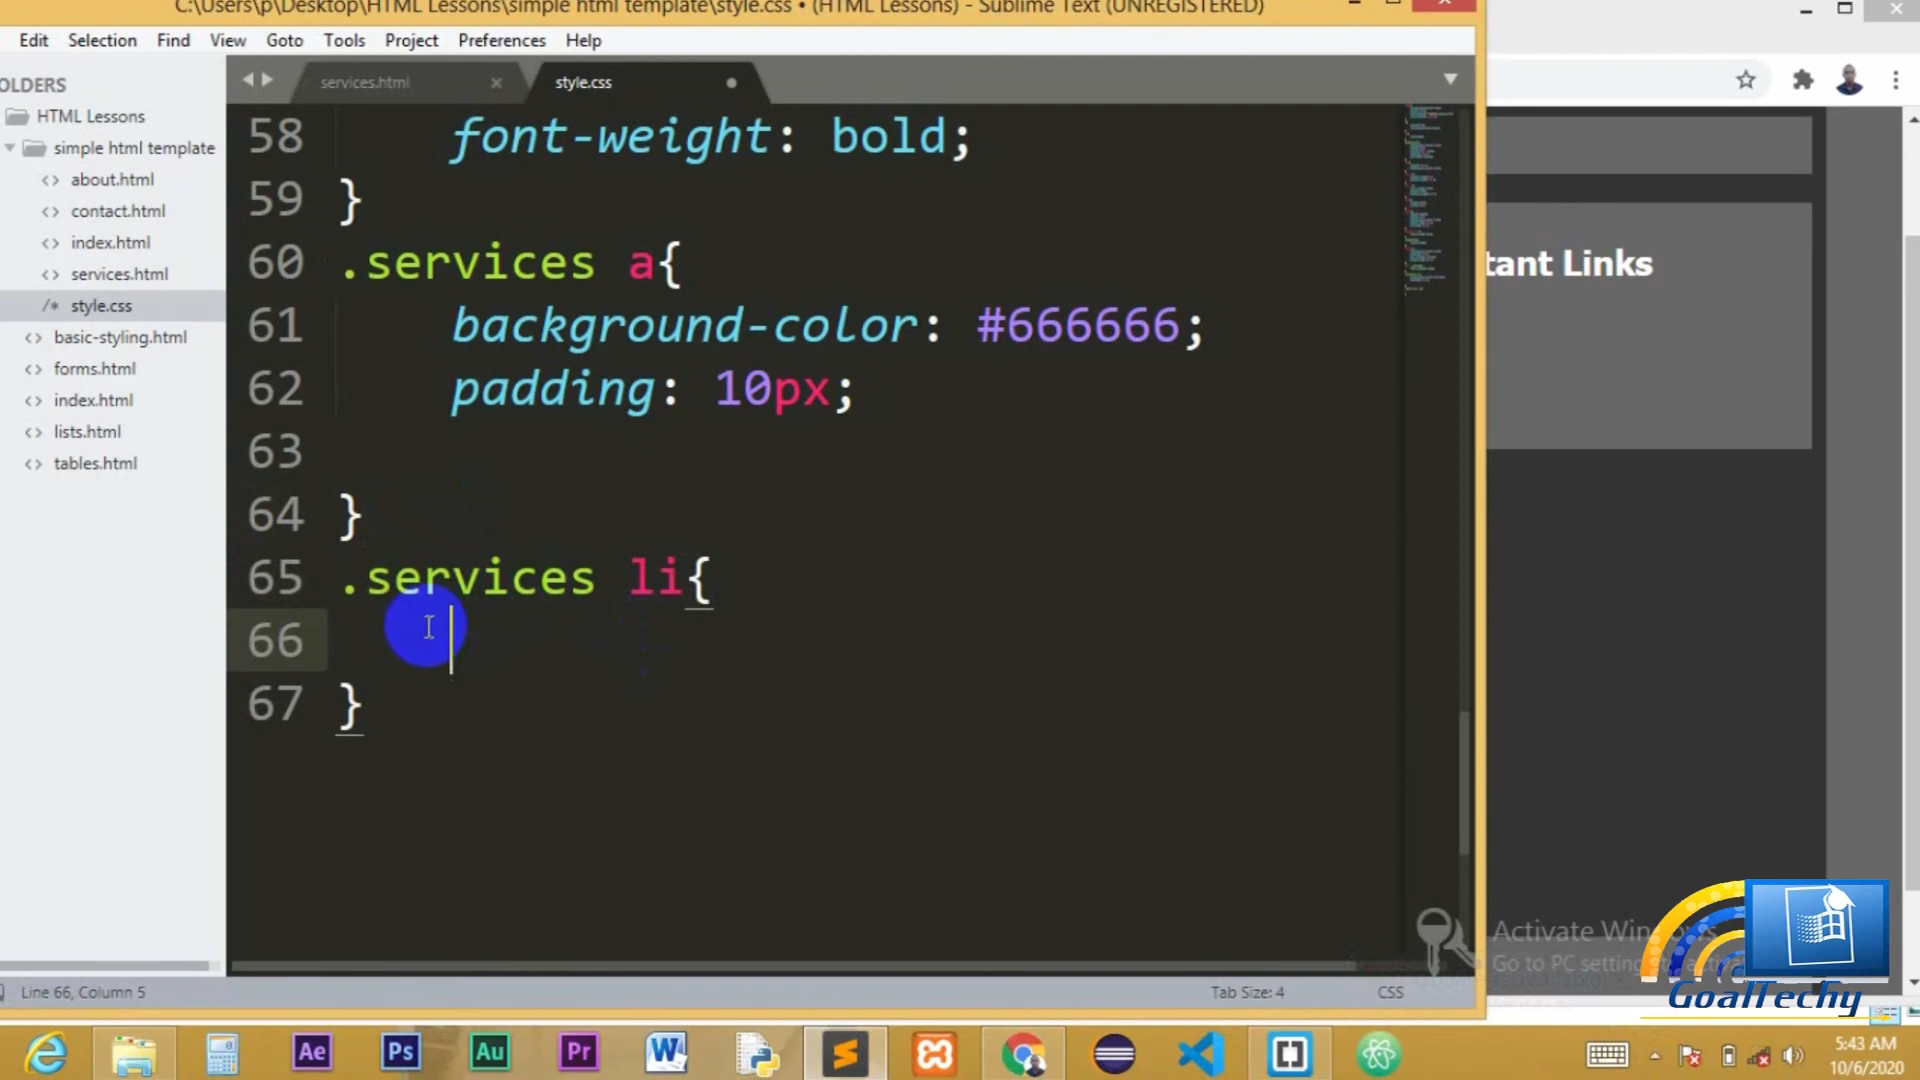 C:\Users\p\Desktop\HTML Lessons\simple html template\style.css • (HTML Lessons) - Sublime Text (UNREGISTERED)
Edit Selection Find View Goto Tools Project Preferences Help
OLDERS
HTML Lessons
simple html template
about.html
contact.html
index.html
services.html
/* style.css
basic-styling.html
forms.html
index.html
lists.html
tables.html
services.html
style.css
58 font-weight: bold;
59 }
60 .services a{
61 background-color: #666666;
62 padding: 10px;
63
64 }
65 .services li{
66
67 }
tant Links
Activate Win
Go to PC setting
GoalTechy
Line 66, Column 5
Tab Size: 4
CSS
Ae
Ps
Au
Pr
5:43 AM
10/6/2020